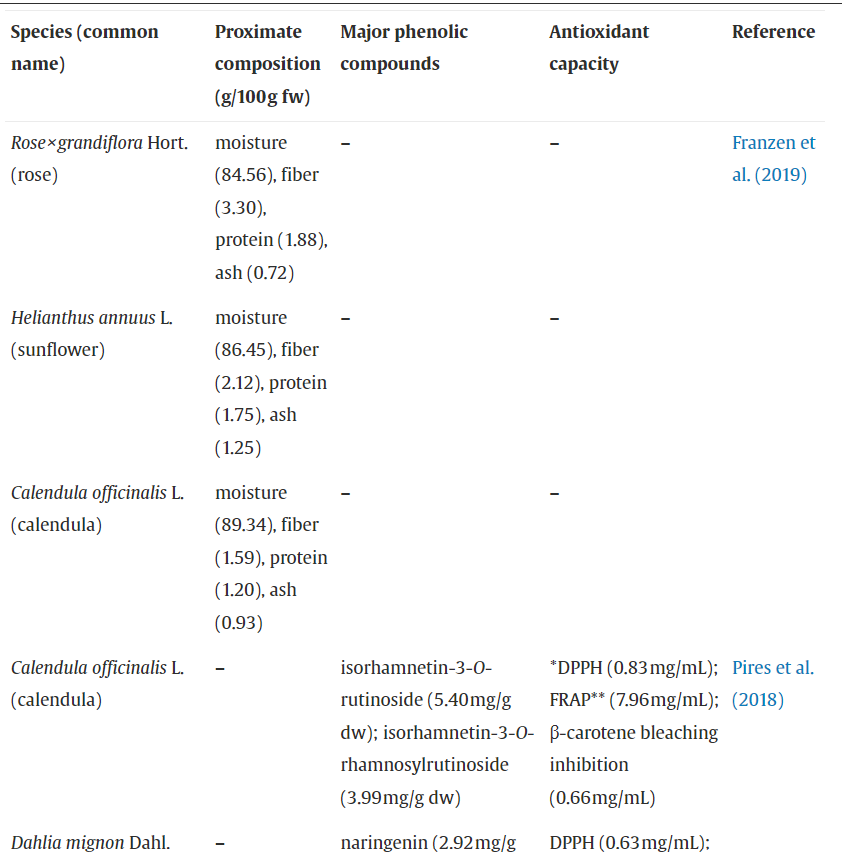 Species (common
name)
Proximate
composition
(g/100g fw)
Major phenolic
compounds
Antioxidant
capacity
Reference
Rose×grandiflora Hort.
(rose)
moisture
(84.56), fiber
(3.30),
protein (1.88),
ash (0.72)
–
–
Franzen et
al. (2019)
Helianthus annuus L.
(sunflower)
moisture
(86.45), fiber
(2.12), protein
(1.75), ash
(1.25)
–
–
Calendula officinalis L.
(calendula)
moisture
(89.34), fiber
(1.59), protein
(1.20), ash
(0.93)
–
–
Calendula officinalis L.
(calendula)
–
isorhamnetin-3-O-
rutinoside (5.40mg/g
dw); isorhamnetin-3-O-
rhamnosylrutinoside
(3.99mg/g dw)
*DPPH (0.83mg/mL);
FRAP** (7.96mg/mL);
β-carotene bleaching
inhibition
(0.66mg/mL)
Pires et al.
(2018)
Dahlia mignon Dahl.
–
naringenin (2.92mg/g
DPPH (0.63mg/mL);